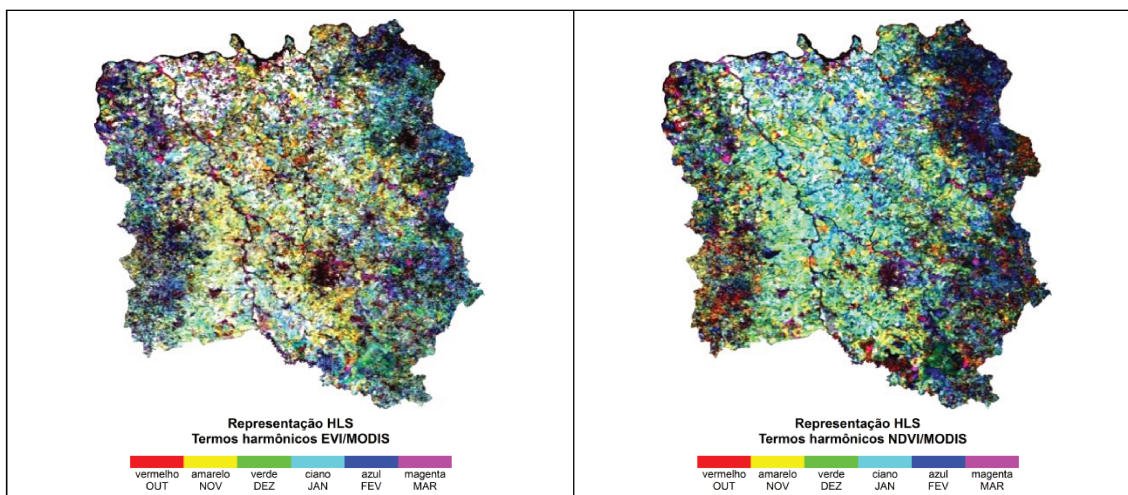 Representação HLS
Termos harmônicos EVI/MODIS
vermelho amarelo verde ciano azul magenta
OUT NOV DEZ JAN FEV MAR
Representação HLS
Termos harmônicos NDVI/MODIS
vermelho amarelo verde ciano azul magenta
OUT NOV DEZ JAN FEV MAR